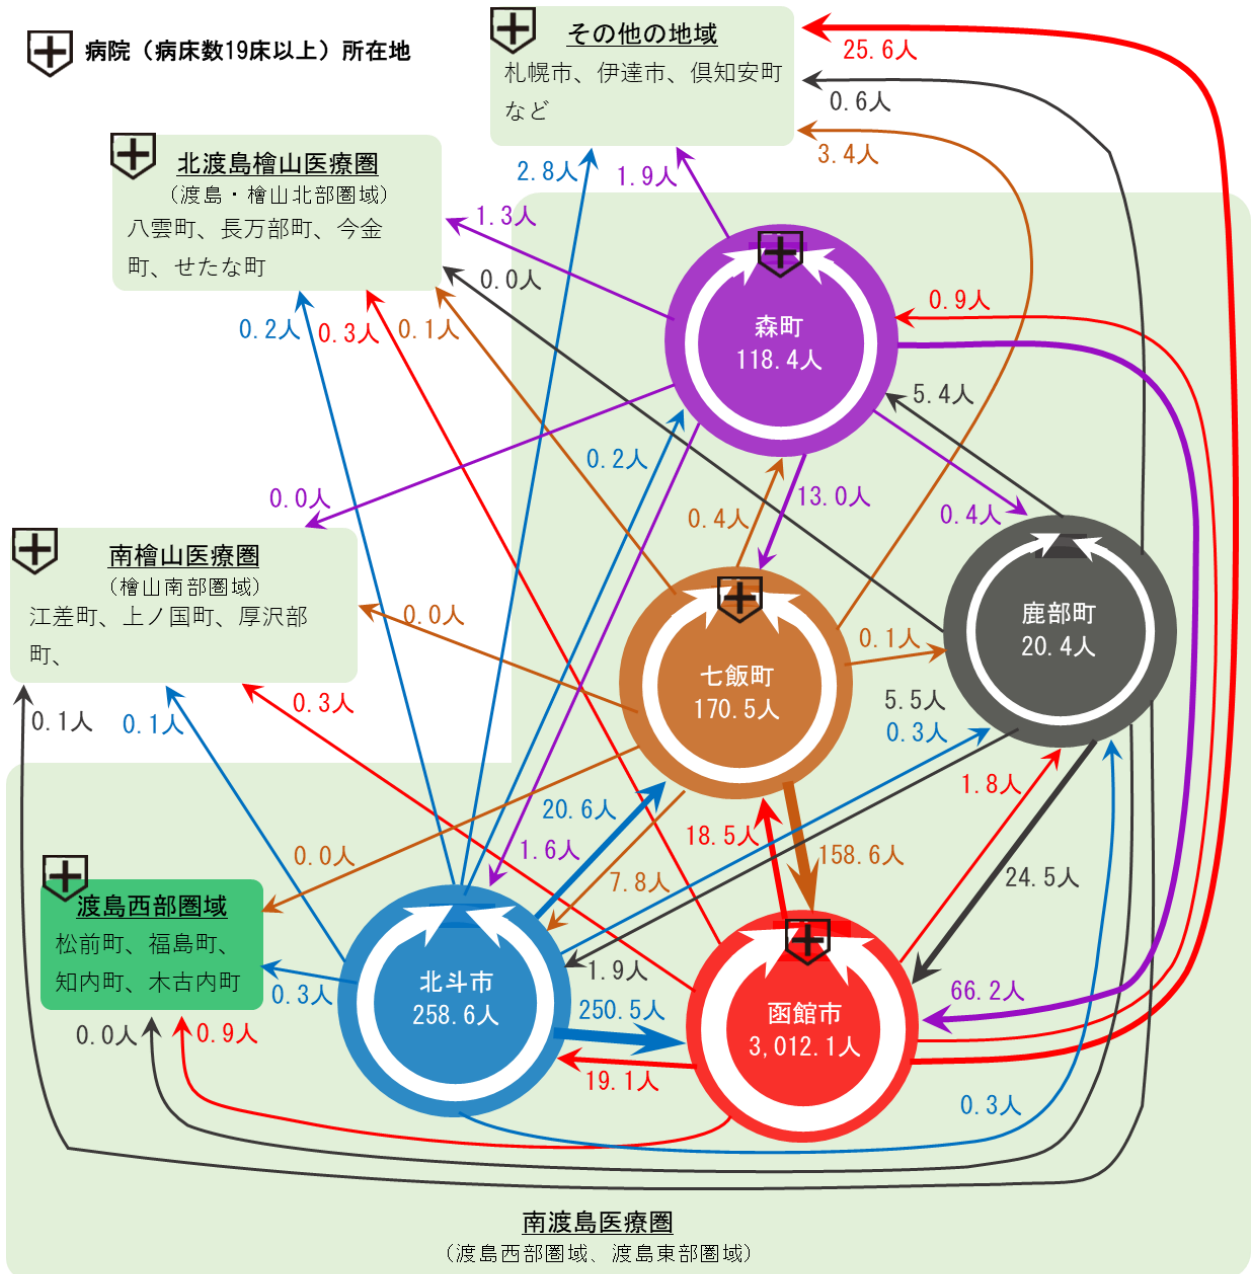 病院（病床数19床以上）所在地
その他の地域
札幌市、伊達市、倶知安町
など
25.6人
0.6人
3.4人
2.8人
1.9人
北渡島檜山医療圏
（渡島・檜山北部圏域）
八雲町、長万部町、今金
町、せたな町
1.3人
0.0人
0.2人
0.3人
0.1人
森町
118.4人
0.9人
5.4人
0.2人
13.0人
0.4人
0.4人
0.0人
南檜山医療圏
（檜山南部圏域）
江差町、上ノ国町、厚沢部
町、
0.0人
鹿部町
20.4人
0.1人
七飯町
170.5人
5.5人
0.3人
0.1人
0.1人
0.3人
1.8人
20.6人
18.5人
158.6人
1.6人
0.0人
7.8人
24.5人
渡島西部圏域
松前町、福島町、
知内町、木古内町
0.3人
北斗市
258.6人
1.9人
250.5人
函館市
3,012.1人
66.2人
0.0人
0.9人
19.1人
0.3人
南渡島医療圏
（渡島西部圏域、渡島東部圏域）